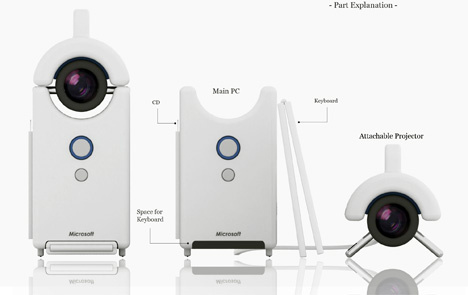 - Part Explanation -
Main PC
CD
Keyboard
Attachable Projector
Space for
Keyboard
Microsoft
Microsoft